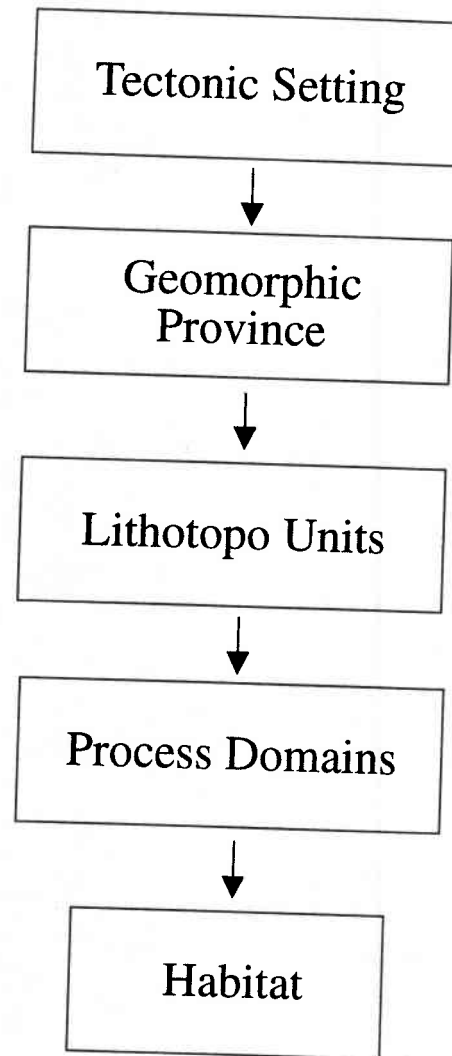 Tectonic Setting
Geomorphic
Province
Lithotopo Units
Process Domains
Habitat